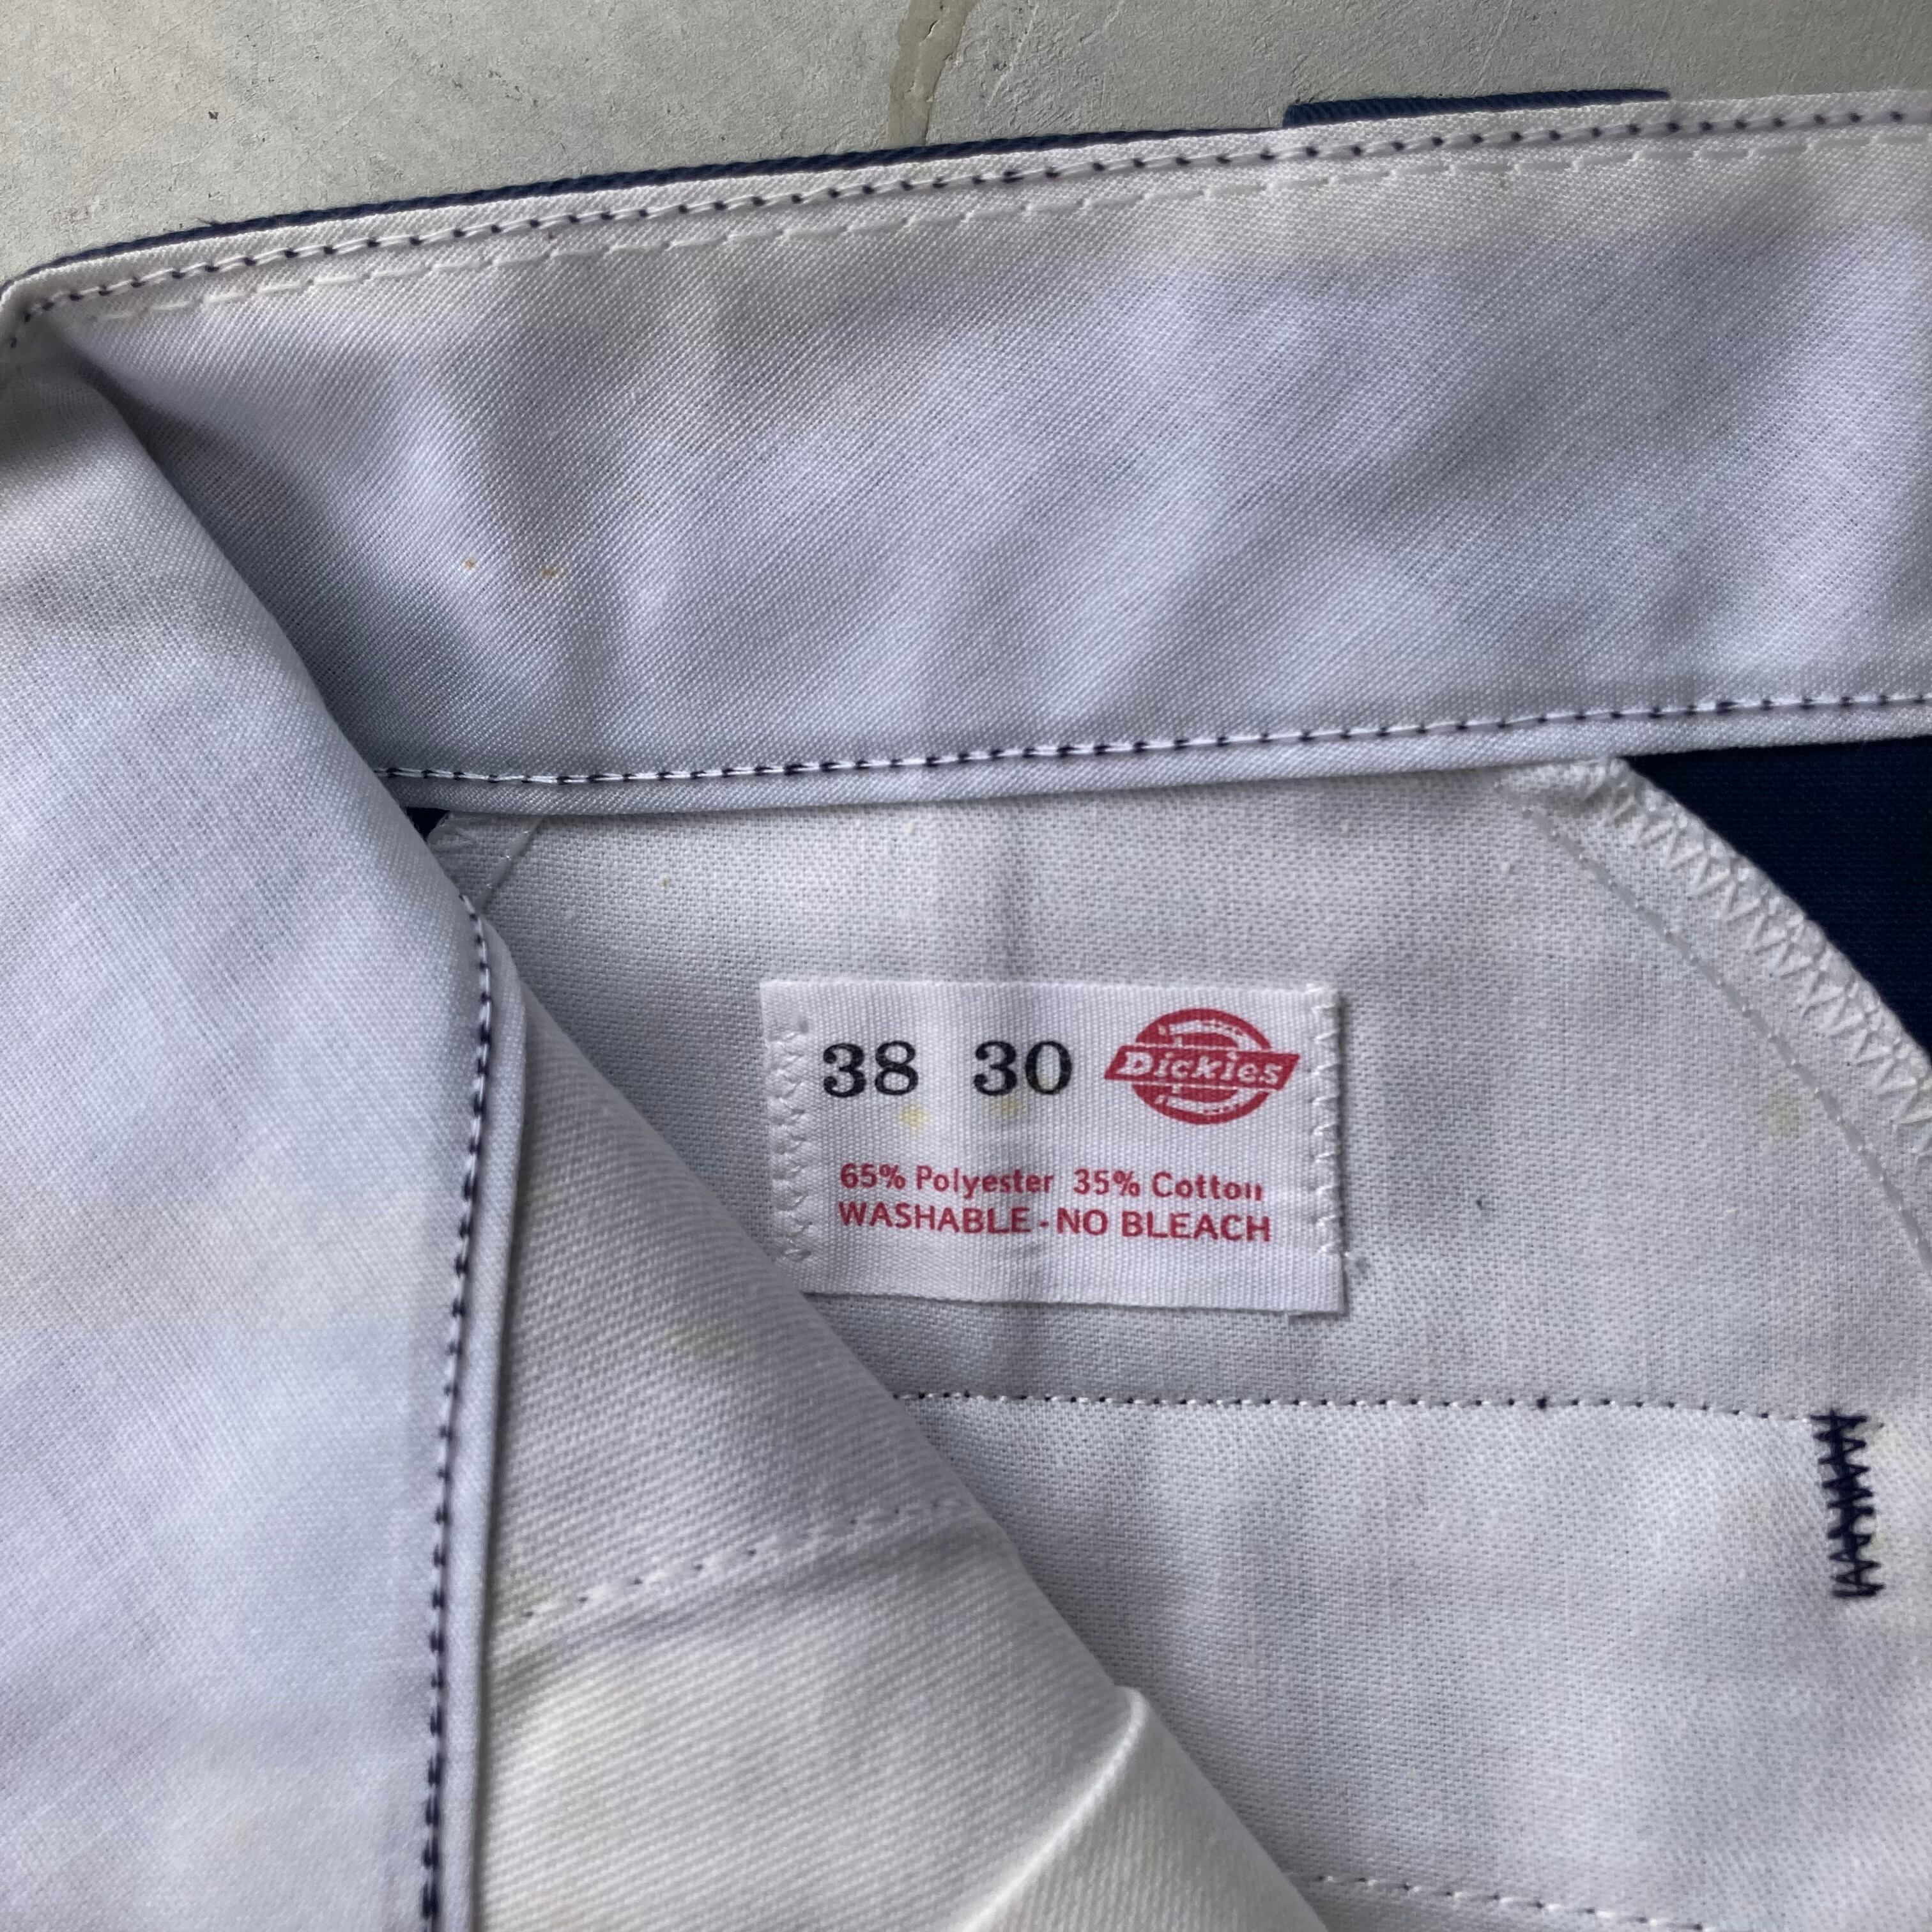 38 30 Dickies
65% Polyester 35% Cotton
WASHABLE - NO BLEACH